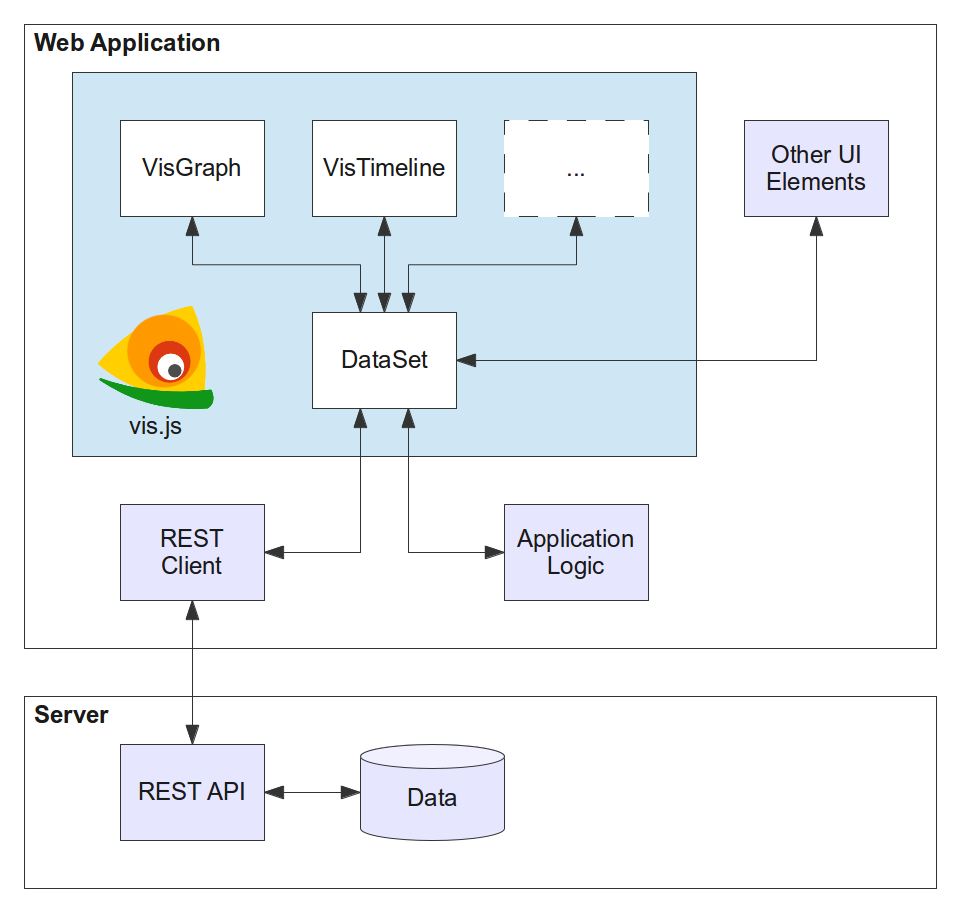 Web Application
VisGraph
VisTimeline
...
Other UI
Elements
DataSet
vis.js
REST
Client
Application
Logic
Server
REST API
Data